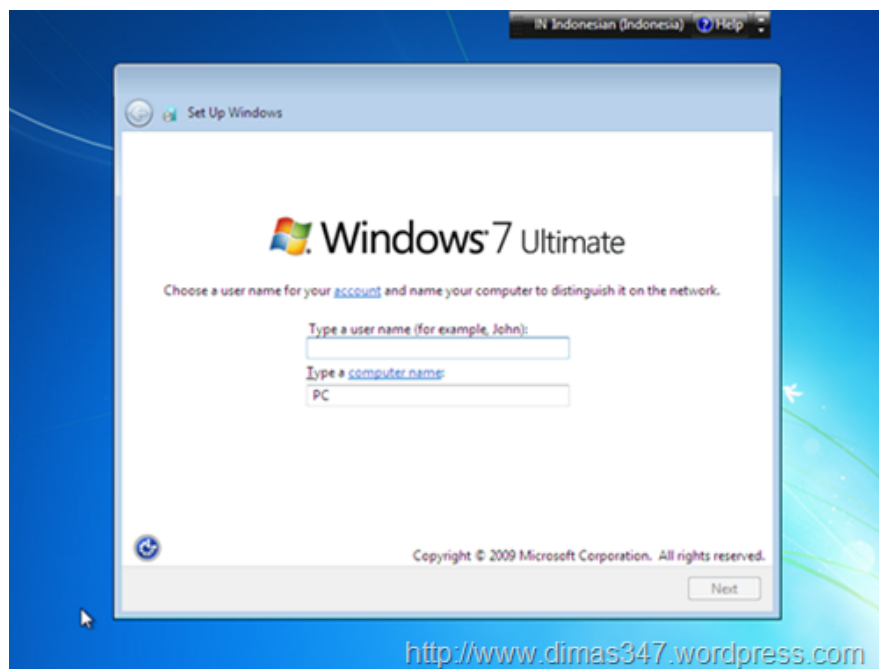 IN Indonesian (Indonesia) Help
Set Up Windows
Windows 7 Ultimate
Choose a user name for your account and name your computer to distinguish it on the network.
Type a user name (for example, John):
Type a computer name:
PC
Copyright © 2009 Microsoft Corporation. All rights reserved.
Next
http://www.dimas347.wordpress.com